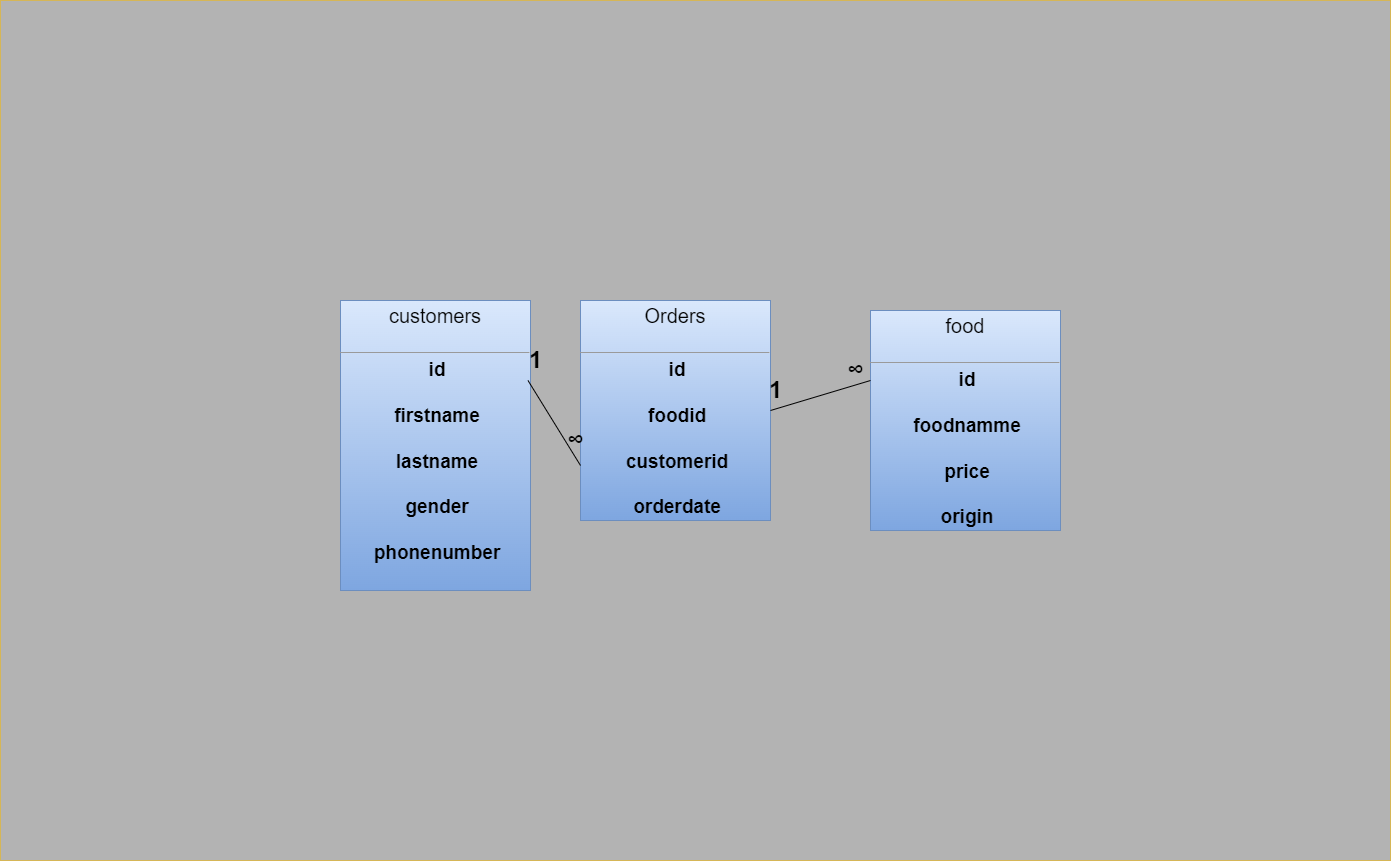 customers
id
firstname
lastname
gender
phonenumber
1
∞
Orders
id
foodid
customerid
orderdate
1
∞
food
id
foodnamme
price
origin